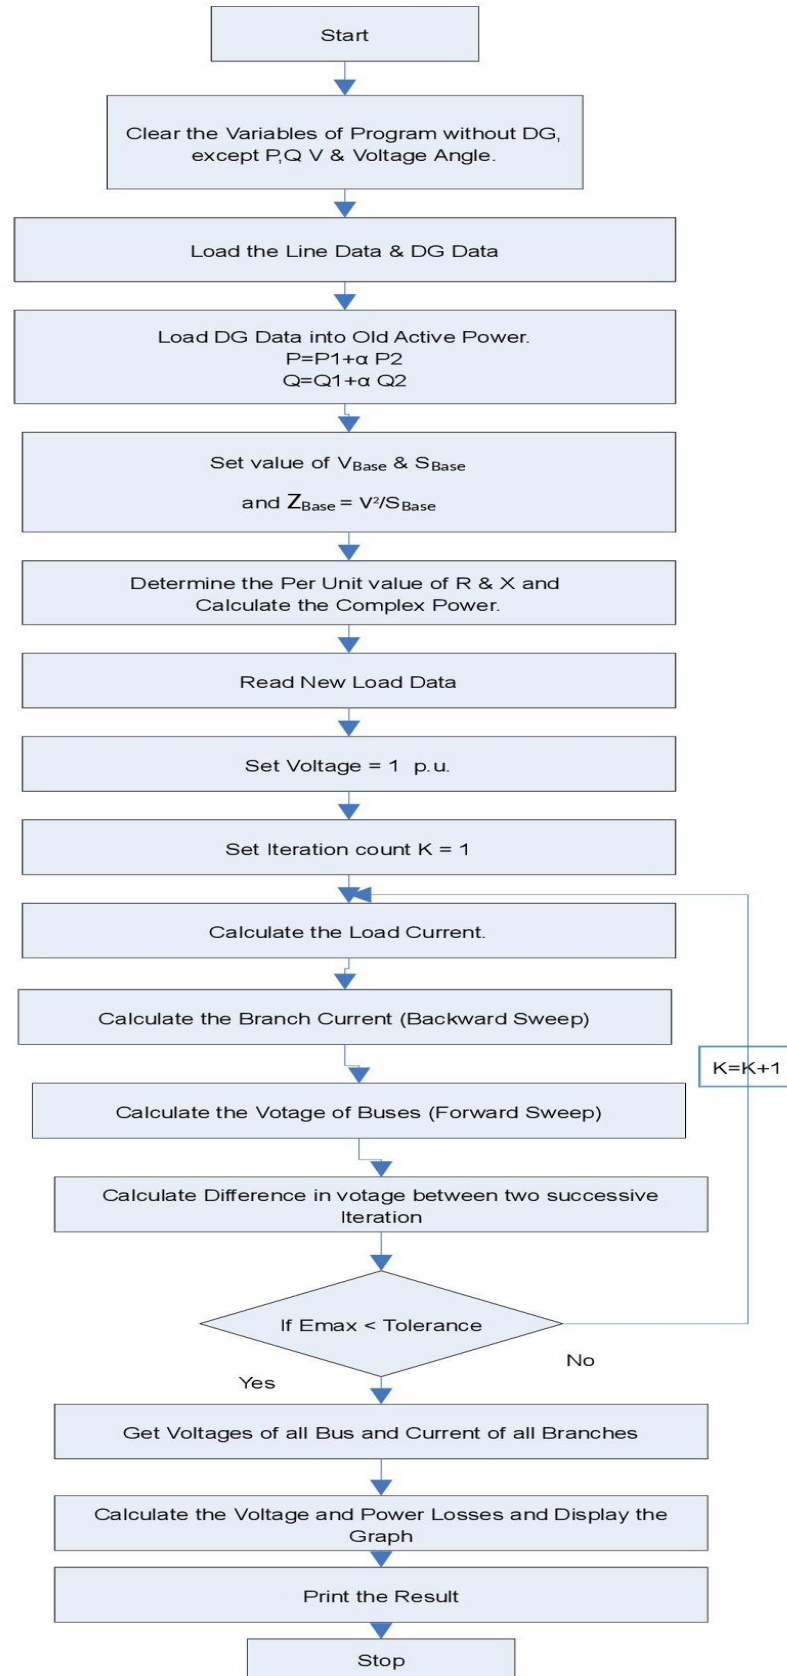 Start
Clear the Variables of Program without DG,
except P,Q V & Voltage Angle.
Load the Line Data & DG Data
Load DG Data into Old Active Power.
P=P1+α P2
Q=Q1+α Q2
Set value of VBase & SBase
and ZBase = V²/SBase
Determine the Per Unit value of R & X and
Calculate the Complex Power.
Read New Load Data
Set Voltage = 1 p.u.
Set Iteration count K = 1
Calculate the Load Current.
Calculate the Branch Current (Backward Sweep)
K=K+1
Calculate the Votage of Buses (Forward Sweep)
Calculate Difference in votage between two successive
Iteration
If Emax < Tolerance
No
Yes
Get Voltages of all Bus and Current of all Branches
Calculate the Voltage and Power Losses and Display the
Graph
Print the Result
Stop